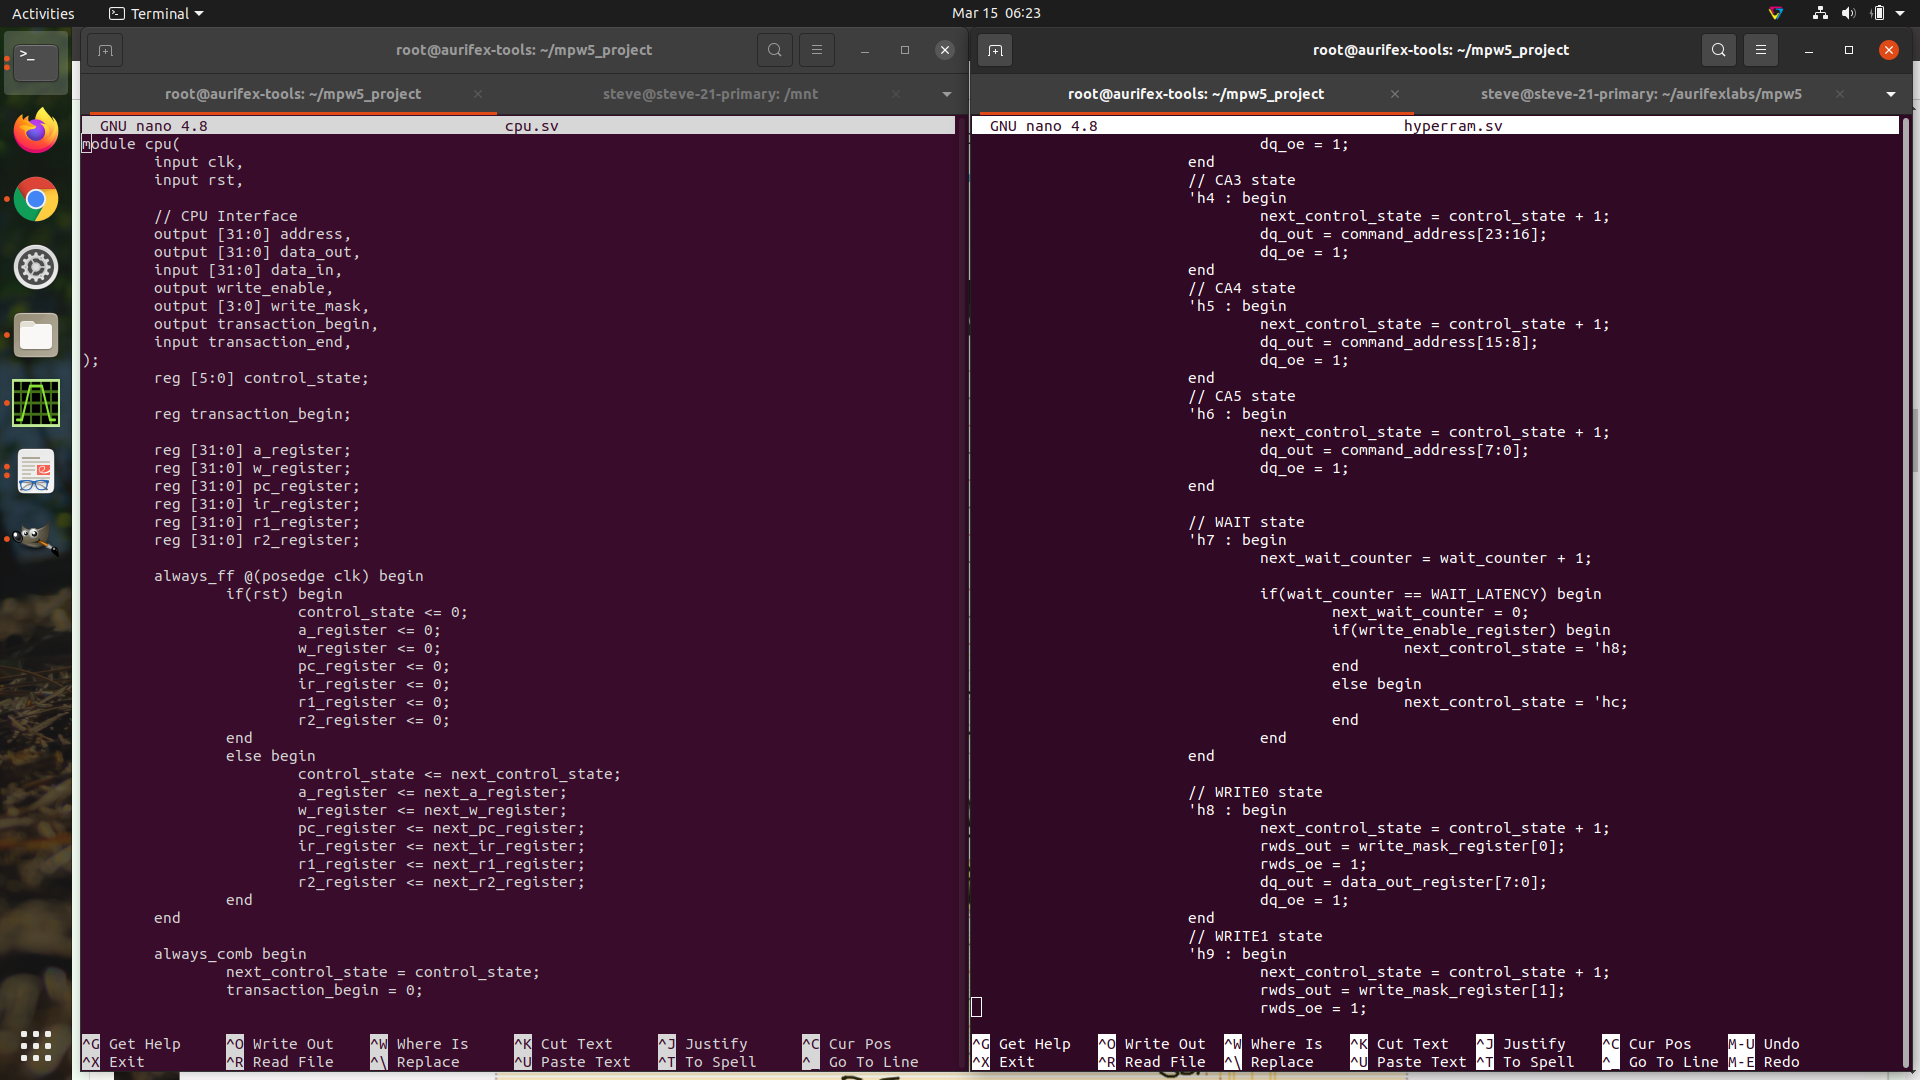 Activities Terminal Mar 15 06:23
root@aurifex-tools: ~/mpw5_project
root@aurifex-tools: ~/mpw5_project steve@steve-21-primary: /mnt
GNU nano 4.8 cpu.sv
module cpu(
input clk,
input rst,
// CPU Interface
output [31:0] address,
output [31:0] data_out,
input [31:0] data_in,
output write_enable,
output [3:0] write_mask,
output transaction_begin,
input transaction_end,
);
reg [5:0] control_state;
reg transaction_begin;
reg [31:0] a_register;
reg [31:0] w_register;
reg [31:0] pc_register;
reg [31:0] ir_register;
reg [31:0] r1_register;
reg [31:0] r2_register;
always_ff @(posedge clk) begin
if(rst) begin
control_state <= 0;
a_register <= 0;
w_register <= 0;
pc_register <= 0;
ir_register <= 0;
r1_register <= 0;
r2_register <= 0;
end
else begin
control_state <= next_control_state;
a_register <= next_a_register;
w_register <= next_w_register;
pc_register <= next_pc_register;
ir_register <= next_ir_register;
r1_register <= next_r1_register;
r2_register <= next_r2_register;
end
end
always_comb begin
next_control_state = control_state;
transaction_begin = 0;
^G Get Help ^O Write Out ^W Where Is ^K Cut Text ^J Justify ^C Cur Pos
^X Exit ^R Read File ^\ Replace ^U Paste Text ^T To Spell ^_ Go To Line
root@aurifex-tools: ~/mpw5_project
root@aurifex-tools: ~/mpw5_project steve@steve-21-primary: ~/aurifexlabs/mpw5
GNU nano 4.8 hyperram.sv
dq_oe = 1;
end
// CA3 state
'h4 : begin
next_control_state = control_state + 1;
dq_out = command_address[23:16];
dq_oe = 1;
end
// CA4 state
'h5 : begin
next_control_state = control_state + 1;
dq_out = command_address[15:8];
dq_oe = 1;
end
// CA5 state
'h6 : begin
next_control_state = control_state + 1;
dq_out = command_address[7:0];
dq_oe = 1;
end
// WAIT state
'h7 : begin
next_wait_counter = wait_counter + 1;
if(wait_counter == WAIT_LATENCY) begin
next_wait_counter = 0;
if(write_enable_register) begin
next_control_state = 'h8;
end
else begin
next_control_state = 'hc;
end
end
end
// WRITE0 state
'h8 : begin
next_control_state = control_state + 1;
rwds_out = write_mask_register[0];
rwds_oe = 1;
dq_out = data_out_register[7:0];
dq_oe = 1;
end
// WRITE1 state
'h9 : begin
next_control_state = control_state + 1;
rwds_out = write_mask_register[1];
rwds_oe = 1;
^G Get Help ^O Write Out ^W Where Is ^K Cut Text ^J Justify ^C Cur Pos M-U Undo
^X Exit ^R Read File ^\ Replace ^U Paste Text ^T To Spell ^_ Go To Line M-E Redo